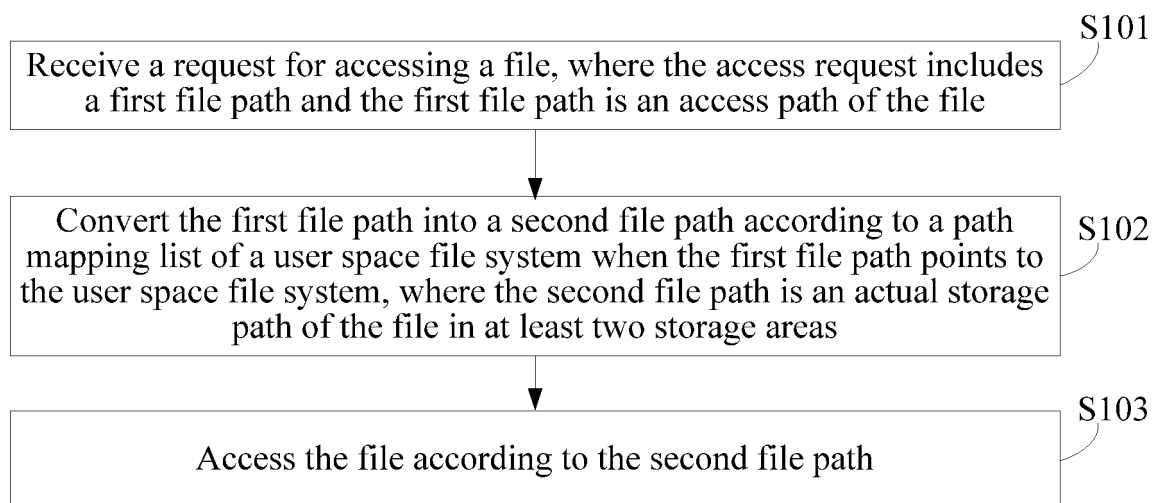 S101
Receive a request for accessing a file, where the access request includes
a first file path and the first file path is an access path of the file
S102
Convert the first file path into a second file path according to a path
mapping list of a user space file system when the first file path points to
the user space file system, where the second file path is an actual storage
path of the file in at least two storage areas
S103
Access the file according to the second file path